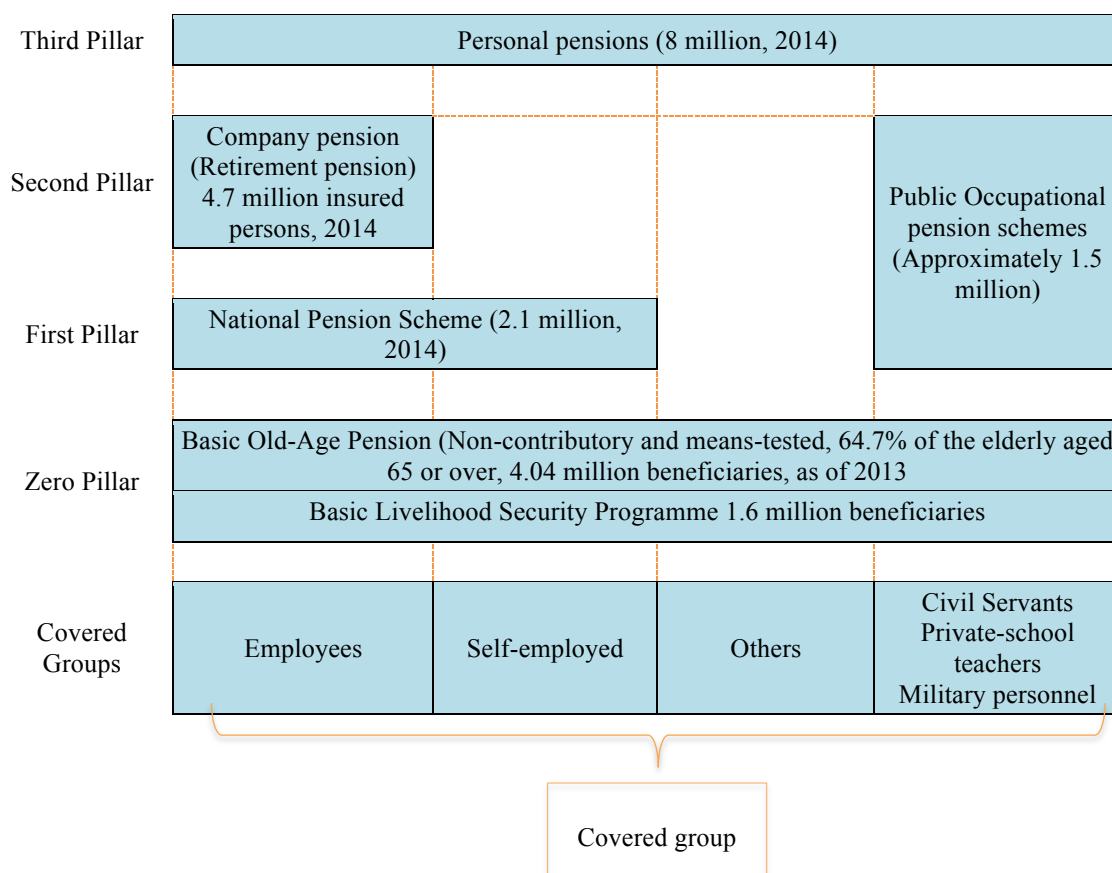 Third Pillar
Personal pensions (8 million, 2014)
Second Pillar
Company pension
(Retirement pension)
4.7 million insured
persons, 2014
Public Occupational
pension schemes
(Approximately 1.5
million)
First Pillar
National Pension Scheme (2.1 million,
2014)
Zero Pillar
Basic Old-Age Pension (Non-contributory and means-tested, 64.7% of the elderly aged
65 or over, 4.04 million beneficiaries, as of 2013
Basic Livelihood Security Programme 1.6 million beneficiaries
Covered
Groups
Employees
Self-employed
Others
Civil Servants
Private-school
teachers
Military personnel
Covered group